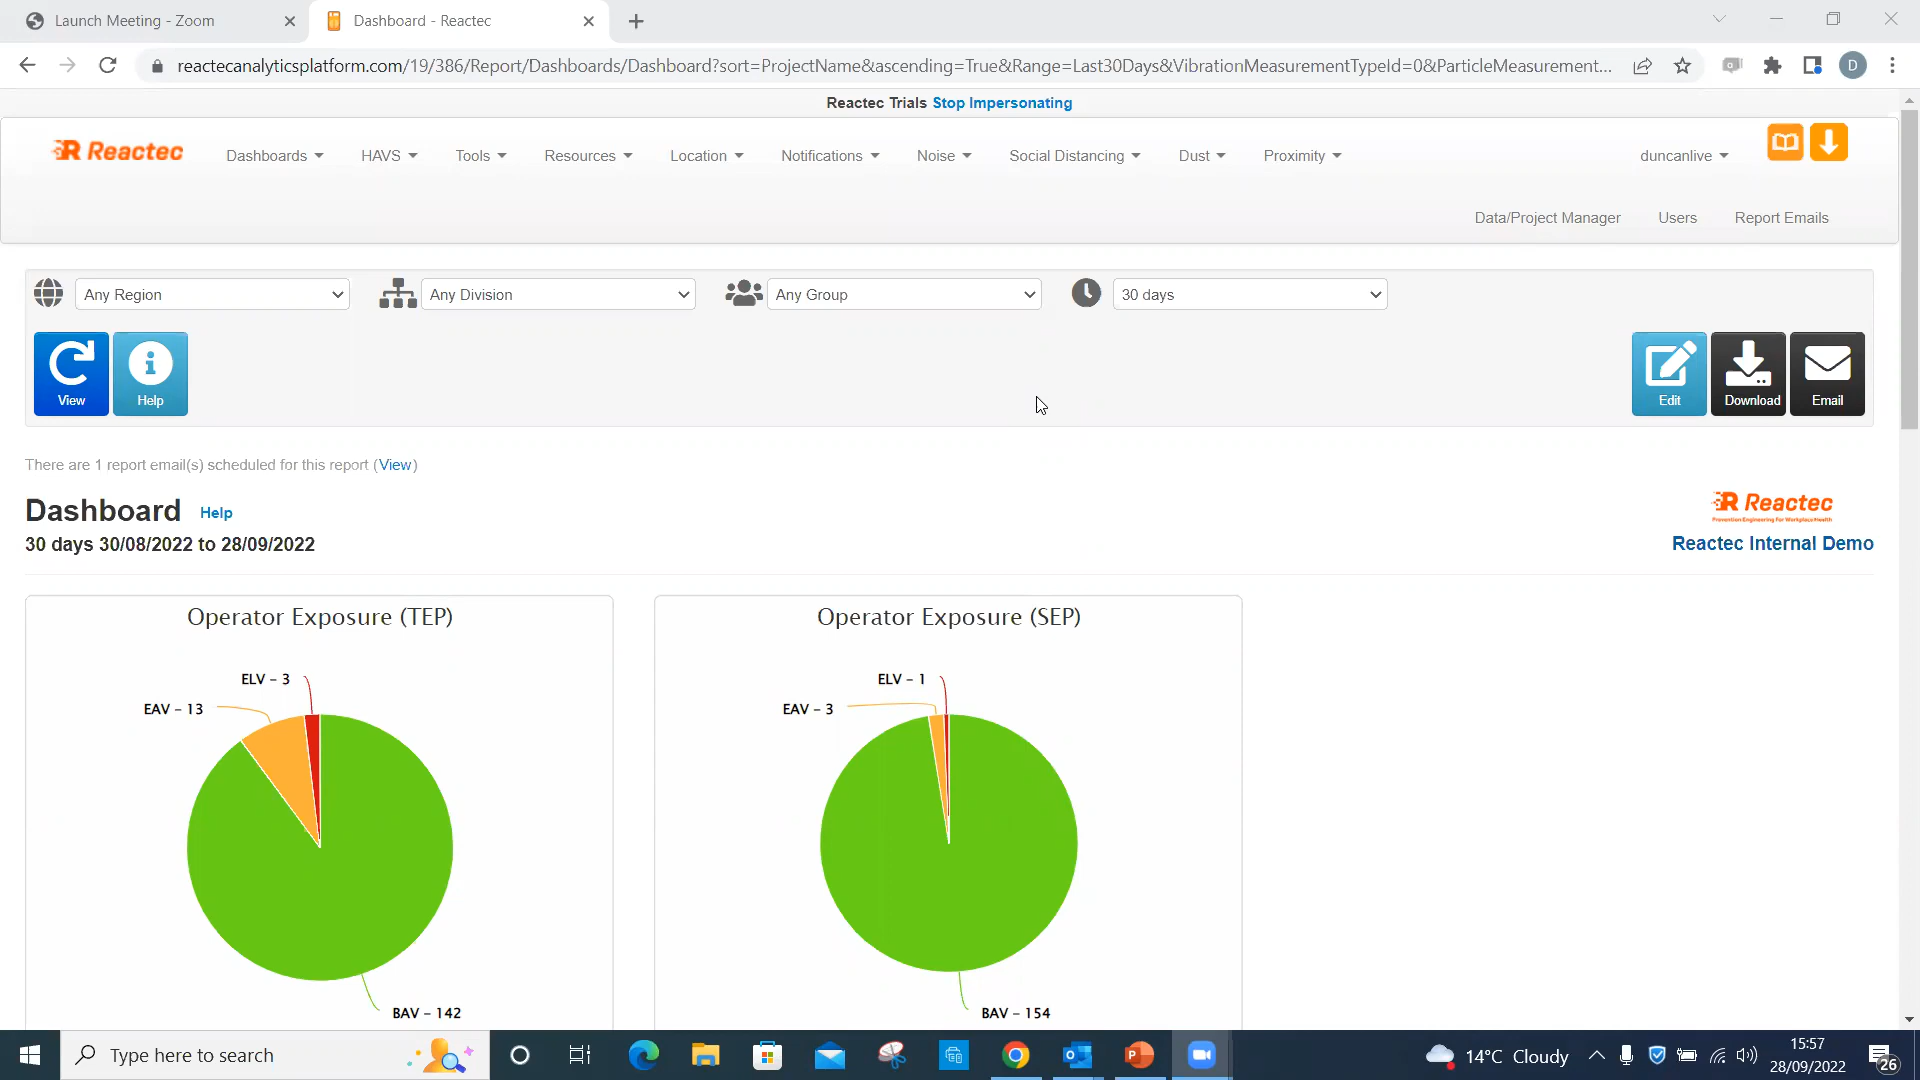 Launch Meeting - Zoom
Dashboard - Reactec
reactecanalyticsplatform.com/19/386/Report/Dashboards/Dashboard?sort=ProjectName&ascending=True&Range=Last30Days&VibrationMeasurementTypeId=0&ParticleMeasurement...
D
Reactec Trials Stop Impersonating
Reactec
Dashboards
HAVS
Tools
Resources
Location
Notifications
Noise
Social Distancing
Dust
Proximity
duncanlive
Data/Project Manager
Users
Report Emails
Any Region
Any Division
Any Group
30 days
View
Help
Edit
Download
Email
There are 1 report email(s) scheduled for this report (View)
Dashboard Help
30 days 30/08/2022 to 28/09/2022
Reactec
Prevention Engineering For Workplace Health
Reactec Internal Demo
Operator Exposure (TEP)
ELV – 3
EAV – 13
BAV – 142
Operator Exposure (SEP)
ELV – 1
EAV – 3
BAV – 154
Type here to search
14°C Cloudy
15:57
28/09/2022
26